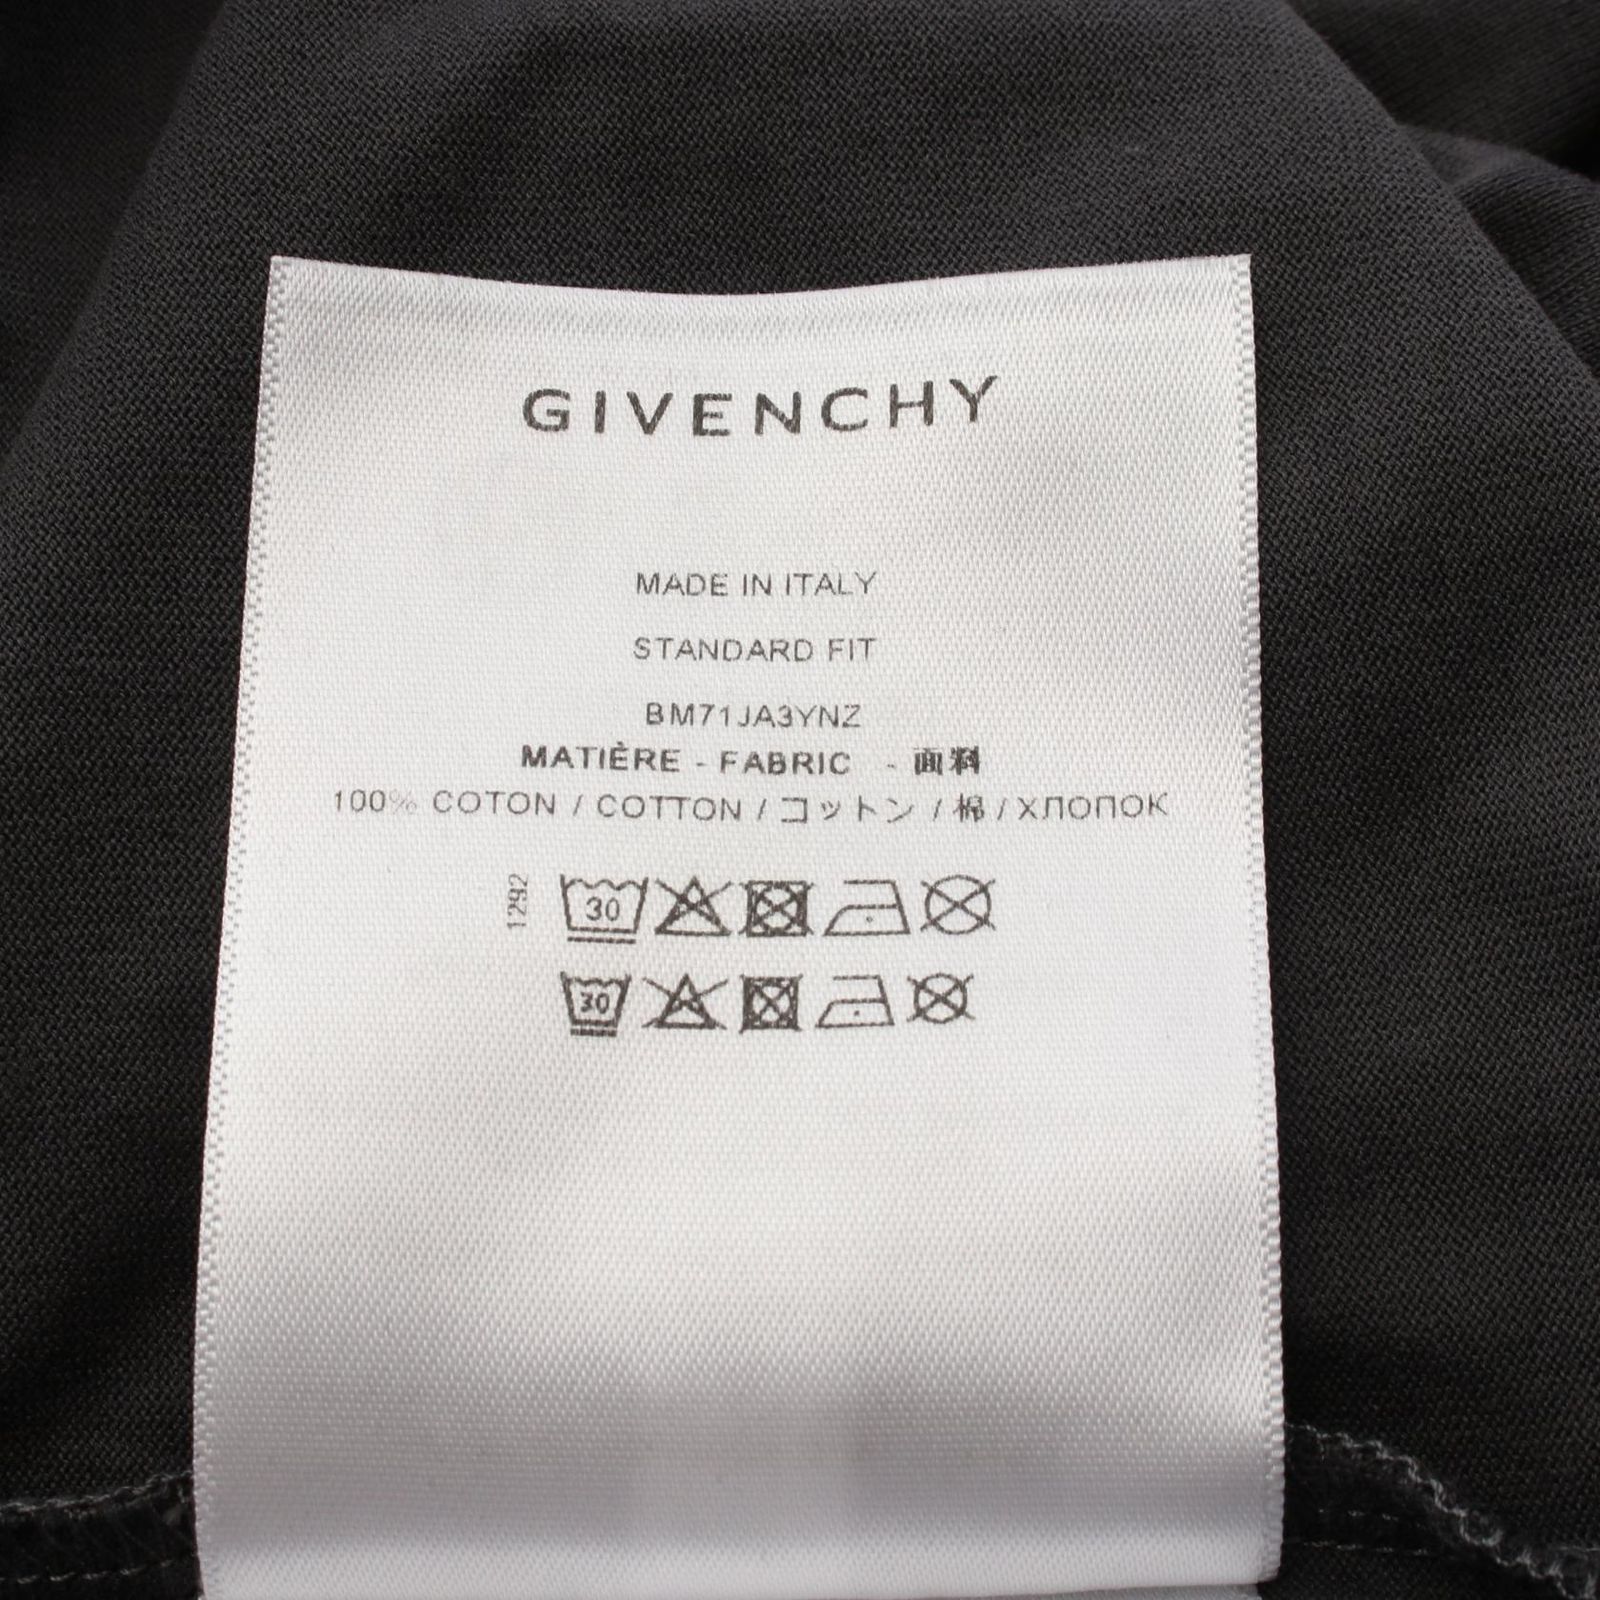 GIVENCHY
MADE IN ITALY
STANDARD FIT
BM71JA3YNZ
MATIÈRE - FABRIC - 面料
100% COTON / COTTON / コットン / 棉 / ХЛОПОК
1292
30
30